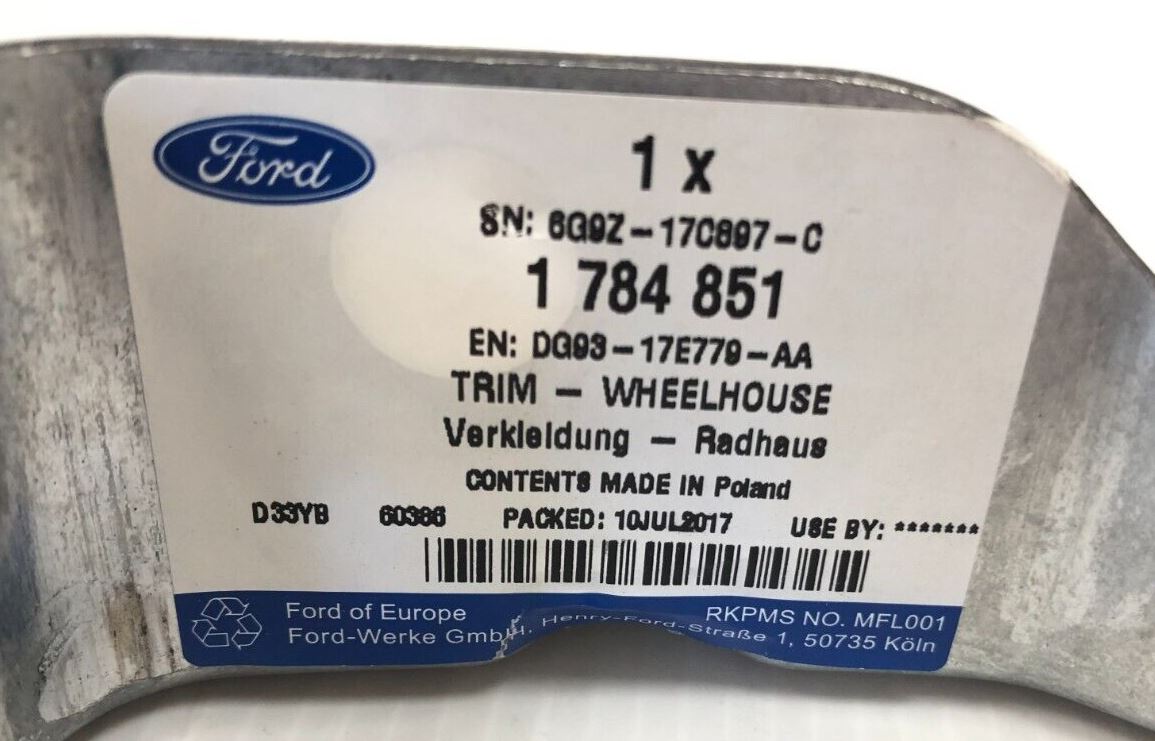 Ford
1 x
SN: 6G9Z-17C897-C
1 784 851
EN: DG93-17E779-AA
TRIM - WHEELHOUSE
Verkleidung - Radhaus
CONTENTS MADE IN Poland
D33YB 60386 PACKED: 10JUL2017 USE BY: *******
Ford of Europe RKPMS NO. MFL001
Ford-Werke GmbH, Henry-Ford-Straße 1, 50735 Köln